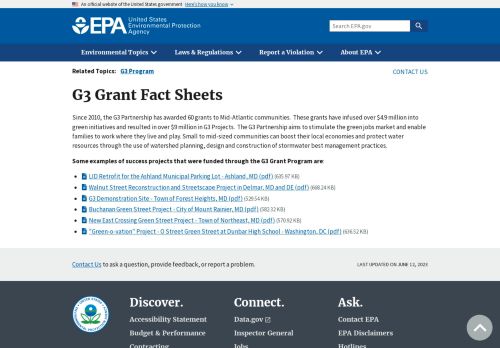 An official website of the United States government Here's how you know
EPA United States
Environmental Protection
Agency
Search EPA.gov
Environmental Topics Laws & Regulations Report a Violation About EPA
Related Topics: G3 Program
CONTACT US
G3 Grant Fact Sheets
Since 2010, the G3 Partnership has awarded 60 grants to Mid-Atlantic communities. These grants have infused over $4.9 million into
green initiatives and resulted in over $9 million in G3 Projects. The G3 Partnership aims to stimulate the green jobs market and enable
families to work where they live and play. Small to mid-sized communities can boost their local economies and protect water
resources through the use of watershed planning, design and construction of stormwater best management practices.
Some examples of success projects that were funded through the G3 Grant Program are:
LID Retrofit for the Ashland Municipal Parking Lot - Ashland, MD (pdf) (635.97 KB)
Walnut Street Reconstruction and Streetscape Project in Delmar, MD and DE (pdf) (668.24 KB)
G3 Demonstration Site - Town of Forest Heights, MD (pdf) (529.54 KB)
Buchanan Green Street Project - City of Mount Rainier, MD (pdf) (582.32 KB)
New East Crossing Green Street Project - Town of Northeast, MD (pdf) (570.92 KB)
"Green-o-vation" Project - O Street Green Street at Dunbar High School - Washington, DC (pdf) (636.52 KB)
Contact Us to ask a question, provide feedback, or report a problem.
LAST UPDATED ON JUNE 12, 2023
Discover.
Connect.
Ask.
Accessibility Statement
Data.gov
Contact EPA
Budget & Performance
Inspector General
EPA Disclaimers
Contracting
Jobs
Hotlines